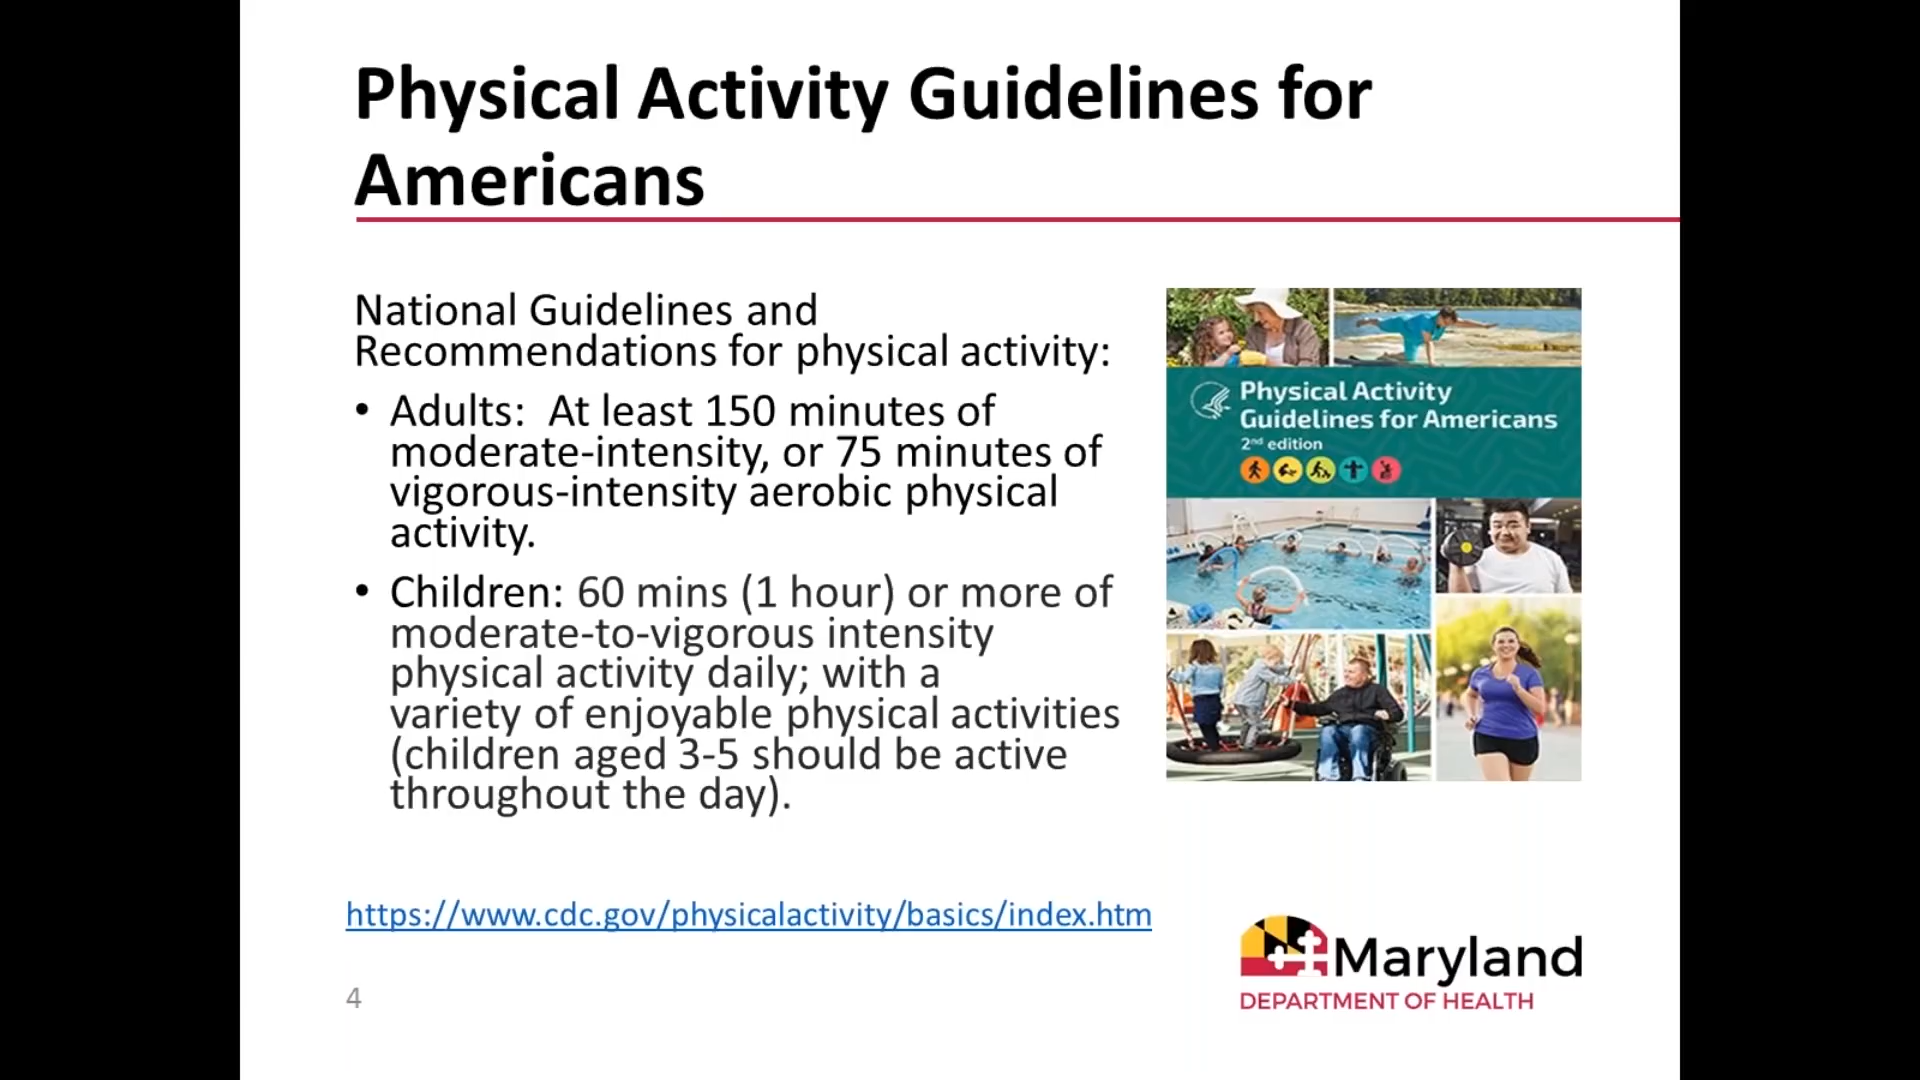 Physical Activity Guidelines for
Americans
National Guidelines and
Recommendations for physical activity:
• Adults:  At least 150 minutes of
moderate-intensity, or 75 minutes of
vigorous-intensity aerobic physical
activity.
• Children: 60 mins (1 hour) or more of
moderate-to-vigorous intensity
physical activity daily; with a
variety of enjoyable physical activities
(children aged 3-5 should be active
throughout the day).
Physical Activity
Guidelines for Americans
2nd edition
https://www.cdc.gov/physicalactivity/basics/index.htm
Maryland
DEPARTMENT OF HEALTH
4